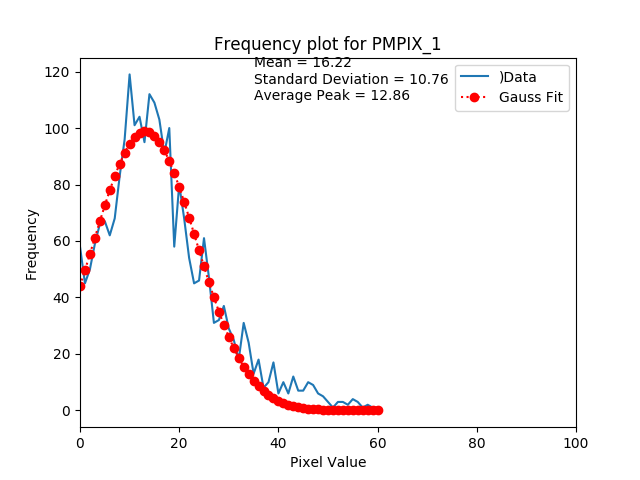 Frequency plot for PMPIX_1
Mean = 16.22
Standard Deviation = 10.76
Average Peak = 12.86
)Data
Gauss Fit
120
100
80
60
40
20
0
Frequency
0 20 40 60 80 100
Pixel Value